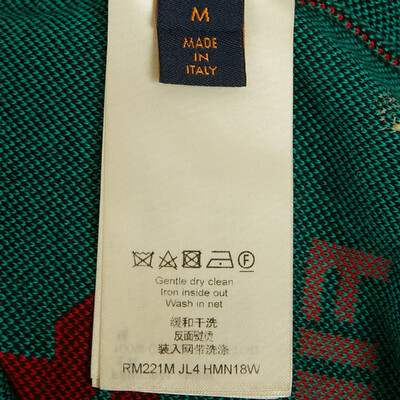 M
MADE
IN
ITALY
F
Gentle dry clean
Iron inside out
Wash in net
缓和干洗
反面熨烫
装入网带洗涤
RM221M JL4 HMN18W